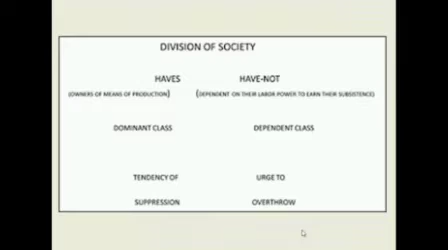 DIVISION OF SOCIETY
HAVES HAVE-NOT
(OWNERS OF MEANS OF PRODUCTION) (DEPENDENT ON THEIR LABOR POWER TO EARN THEIR SUBSISTENCE)
DOMINANT CLASS DEPENDENT CLASS
TENDENCY OF URGE TO
SUPPRESSION OVERTHROW